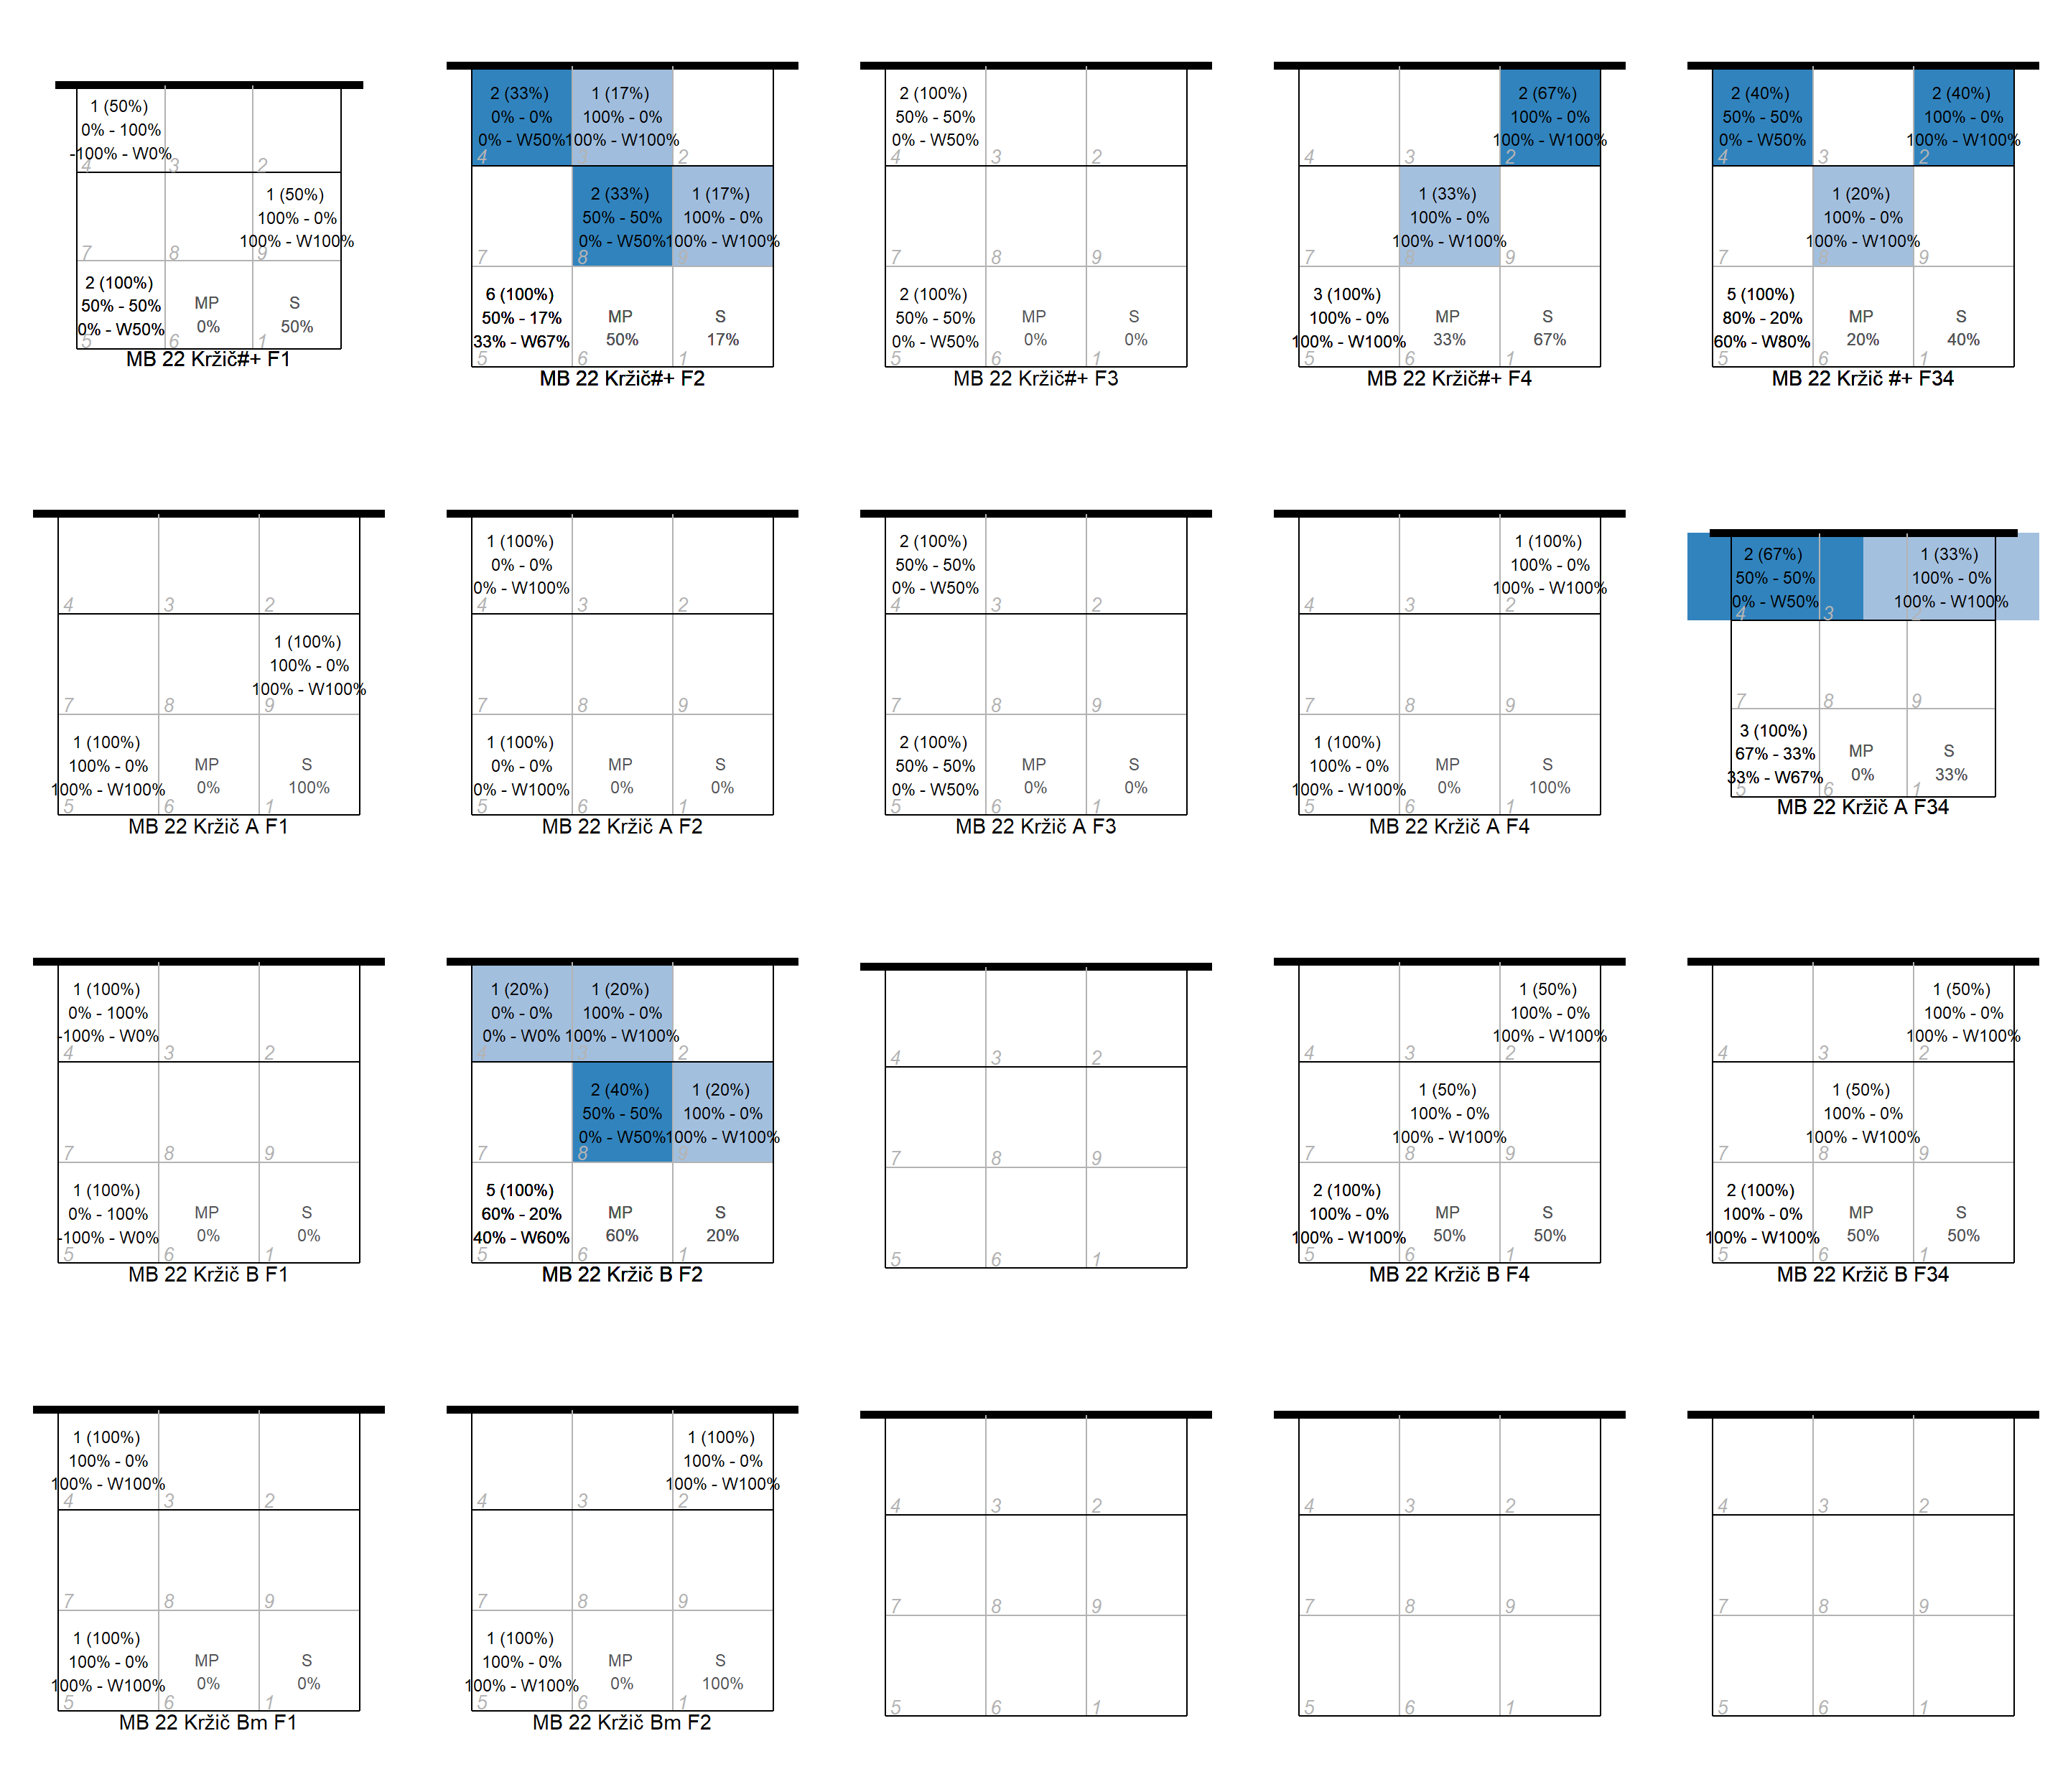 1 (50%)
0% - 100%
-100% - W0%
4 3 2
1 (50%)
100% - 0%
100% - W100%
7 8 9
2 (100%)
50% - 50% MP S
0% - W50% 0% 50%
5 6 1
MB 22 Kržič#+ F1
2 (33%) 1 (17%)
0% - 0% 100% - 0%
0% - W50% 100% - W100%
4 3 2
2 (33%) 1 (17%)
50% - 50% 100% - 0%
0% - W50% 100% - W100%
7 8 9
6 (100%)
50% - 17% MP S
33% - W67% 50% 17%
5 6 1
MB 22 Kržič#+ F2
2 (100%)
50% - 50%
0% - W50%
4 3 2
7 8 9
2 (100%)
50% - 50% MP S
0% - W50% 0% 0%
5 6 1
MB 22 Kržič#+ F3
2 (67%)
100% - 0%
100% - W100%
4 3 2
1 (33%)
100% - 0%
100% - W100%
7 8 9
3 (100%)
100% - 0% MP S
100% - W100% 33% 67%
5 6 1
MB 22 Kržič#+ F4
2 (40%) 2 (40%)
50% - 50% 100% - 0%
0% - W50% 100% - W100%
4 3 2
1 (20%)
100% - 0%
100% - W100%
7 8 9
5 (100%)
80% - 20% MP S
60% - W80% 20% 40%
5 6 1
MB 22 Kržič #+ F34
4 3 2
1 (100%)
100% - 0%
100% - W100%
7 8 9
1 (100%)
100% - 0% MP S
100% - W100% 0% 100%
5 6 1
MB 22 Kržič A F1
1 (100%)
0% - 0%
0% - W100%
4 3 2
7 8 9
1 (100%)
0% - 0% MP S
0% - W100% 0% 0%
5 6 1
MB 22 Kržič A F2
2 (100%)
50% - 50%
0% - W50%
4 3 2
7 8 9
2 (100%)
50% - 50% MP S
0% - W50% 0% 0%
5 6 1
MB 22 Kržič A F3
1 (100%)
100% - 0%
100% - W100%
4 3 2
7 8 9
1 (100%)
100% - 0% MP S
100% - W100% 0% 100%
5 6 1
MB 22 Kržič A F4
2 (67%) 1 (33%)
50% - 50% 100% - 0%
0% - W50% 100% - W100%
4 3
7 8 9
3 (100%)
67% - 33% MP S
33% - W67% 0% 33%
5 6 1
MB 22 Kržič A F34
1 (100%)
0% - 100%
-100% - W0%
4 3 2
7 8 9
1 (100%)
0% - 100% MP S
-100% - W0% 0% 0%
5 6 1
MB 22 Kržič B F1
1 (20%) 1 (20%)
0% - 0% 100% - 0%
0% - W0% 100% - W100%
4 3 2
2 (40%) 1 (20%)
50% - 50% 100% - 0%
0% - W50% 100% - W100%
7 8 9
5 (100%)
60% - 20% MP S
40% - W60% 60% 20%
5 6 1
MB 22 Kržič B F2
4 3 2
7 8 9
5 6 1
1 (50%)
100% - 0%
100% - W100%
4 3 2
1 (50%)
100% - 0%
100% - W100%
7 8 9
2 (100%)
100% - 0% MP S
100% - W100% 50% 50%
5 6 1
MB 22 Kržič B F4
1 (50%)
100% - 0%
100% - W100%
4 3 2
1 (50%)
100% - 0%
100% - W100%
7 8 9
2 (100%)
100% - 0% MP S
100% - W100% 50% 50%
5 6 1
MB 22 Kržič B F34
1 (100%)
100% - 0%
100% - W100%
4 3 2
7 8 9
1 (100%)
100% - 0% MP S
100% - W100% 0% 0%
5 6 1
MB 22 Kržič Bm F1
1 (100%)
100% - 0%
100% - W100%
4 3 2
7 8 9
1 (100%)
100% - 0% MP S
100% - W100% 0% 100%
5 6 1
MB 22 Kržič Bm F2
4 3 2
7 8 9
5 6 1
4 3 2
7 8 9
5 6 1
4 3 2
7 8 9
5 6 1